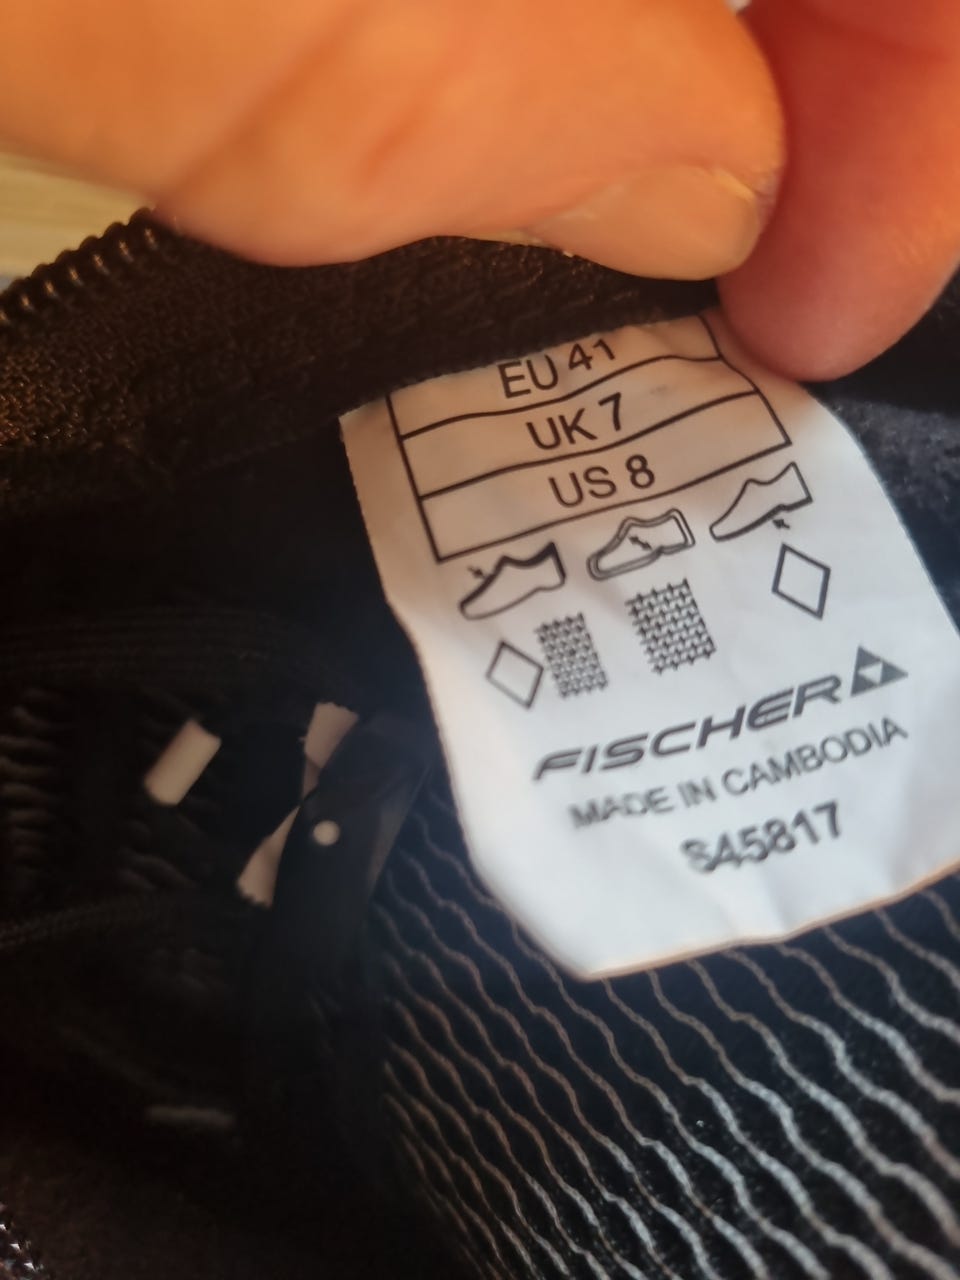 EU 41
UK 7
US 8
FISCHER
MADE IN CAMBODIA
S45817